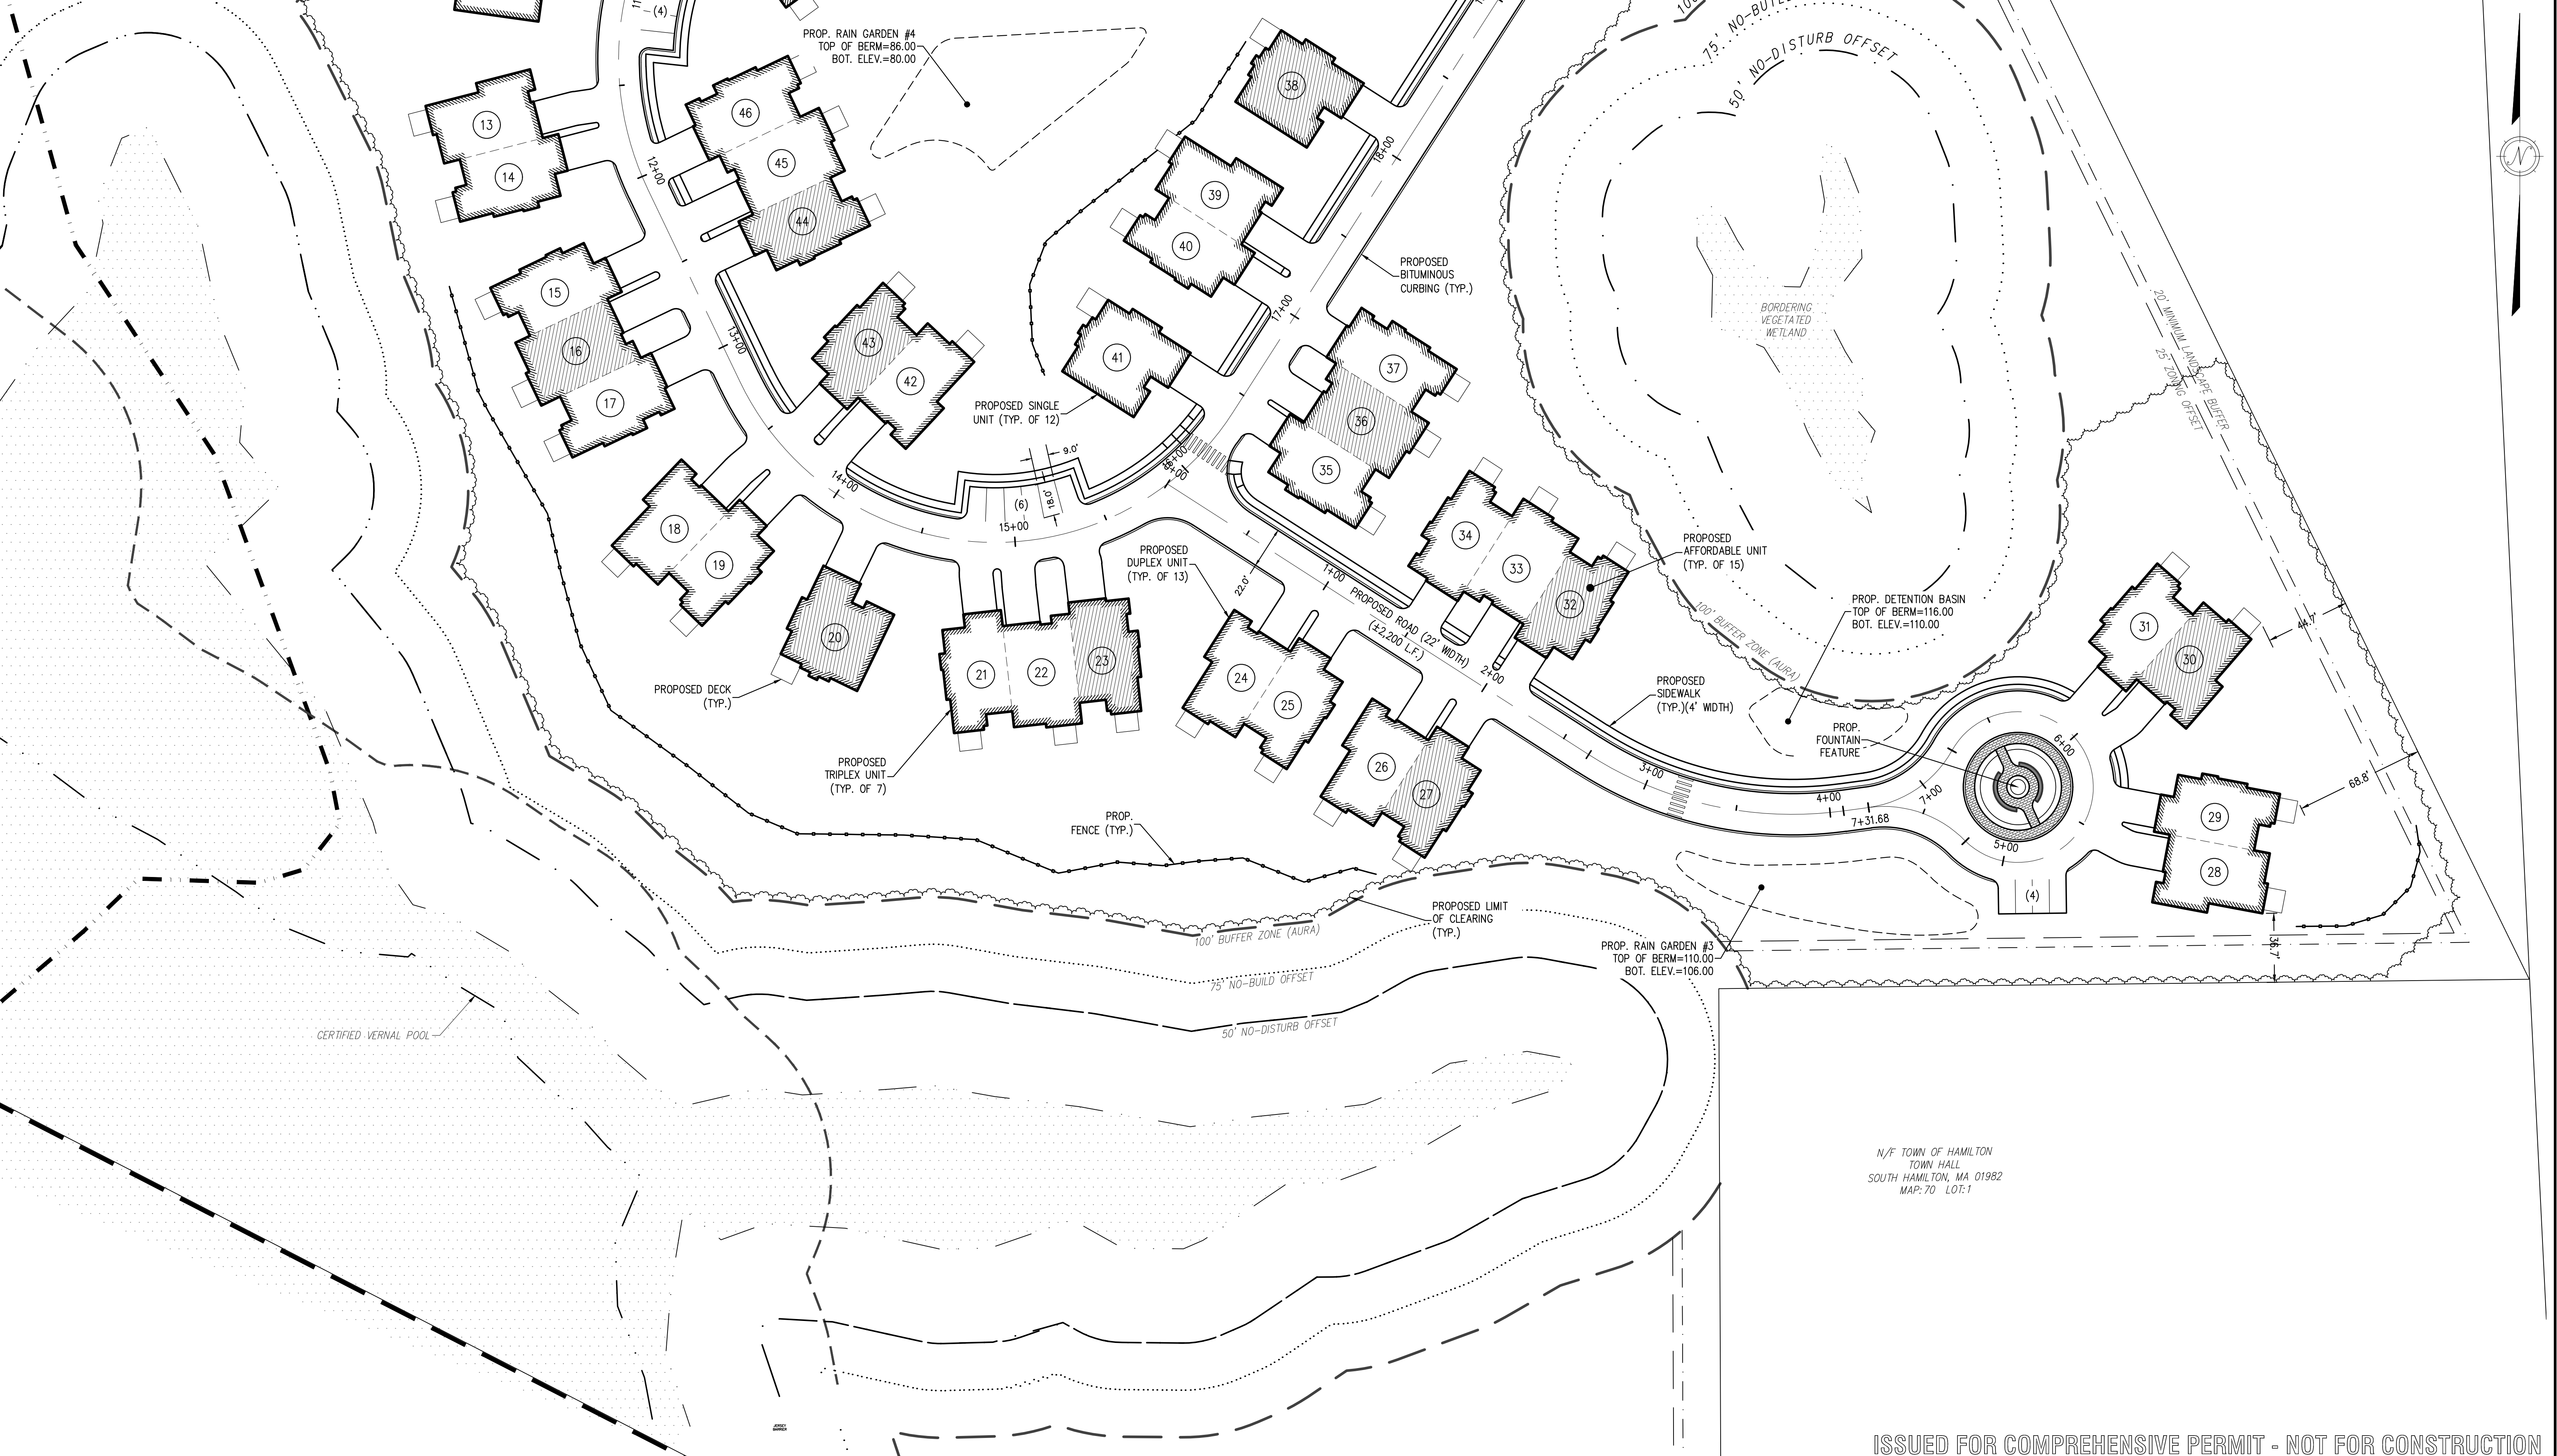 (4)
PROP. RAIN GARDEN #4
TOP OF BERM=86.00
BOT. ELEV.=80.00
75' NO-BUILD
50' NO-DISTURB OFFSET
38
13
14
46
45
44
12+00
39
40
18+00
PROPOSED
BITUMINOUS
CURBING (TYP.)
17+00
BORDERING
VEGETATED
WETLAND
20' MINIMUM LANDSCAPE BUFFER
25' ZONING OFFSET
15
16
17
13+00
43
42
41
PROPOSED SINGLE
UNIT (TYP. OF 12)
37
36
35
9.0'
18.0'
(6)
14+00
15+00
16+00
0+00
18
19
20
PROPOSED
DUPLEX UNIT
(TYP. OF 13)
22.0'
1+00
PROPOSED ROAD (22' WIDTH)
(±2,200 L.F.)
2+00
34
33
32
PROPOSED
AFFORDABLE UNIT
(TYP. OF 15)
100' BUFFER ZONE (AURA)
PROP. DETENTION BASIN
TOP OF BERM=116.00
BOT. ELEV.=110.00
31
30
44.7'
21
22
23
24
25
26
27
PROPOSED DECK
(TYP.)
PROPOSED
SIDEWALK
(TYP.)(4' WIDTH)
PROP.
FOUNTAIN
FEATURE
6+00
PROPOSED
TRIPLEX UNIT
(TYP. OF 7)
3+00
4+00
7+00
7+31.68
5+00
68.8'
29
28
PROP.
FENCE (TYP.)
(4)
PROPOSED LIMIT
OF CLEARING
(TYP.)
100' BUFFER ZONE (AURA)
PROP. RAIN GARDEN #3
TOP OF BERM=110.00
BOT. ELEV.=106.00
36.7'
75' NO-BUILD OFFSET
50' NO-DISTURB OFFSET
CERTIFIED VERNAL POOL
N/F TOWN OF HAMILTON
TOWN HALL
SOUTH HAMILTON, MA 01982
MAP: 70 LOT: 1
JERSEY
BARRIER
N
ISSUED FOR COMPREHENSIVE PERMIT - NOT FOR CONSTRUCTION